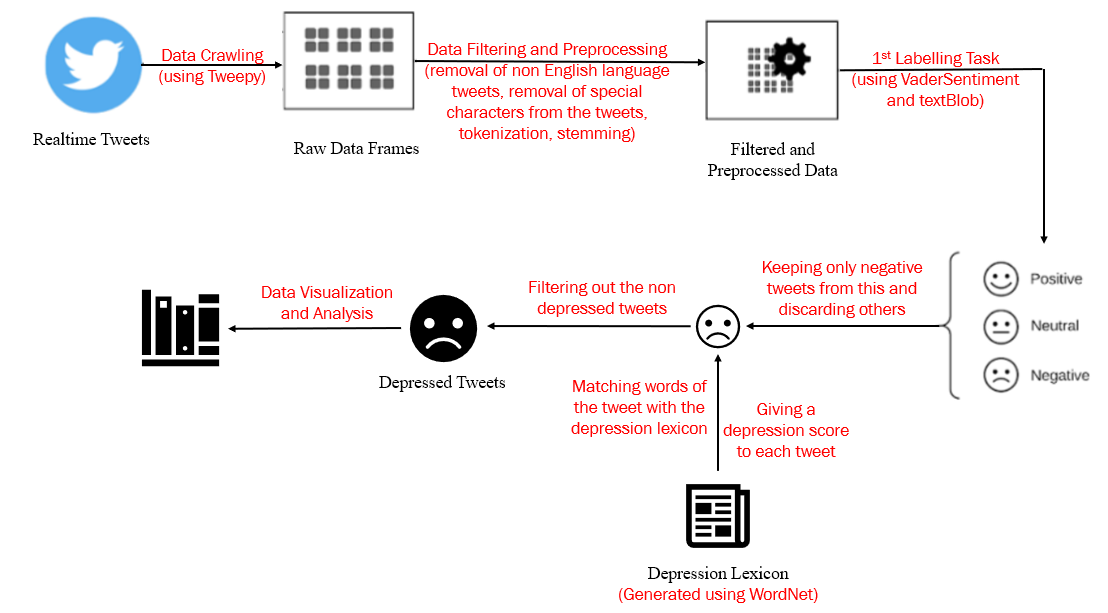 Realtime Tweets
Data Crawling
(using Tweepy)
Raw Data Frames
Data Filtering and Preprocessing
(removal of non English language
tweets, removal of special
characters from the tweets,
tokenization, stemming)
Filtered and
Preprocessed Data
1st Labelling Task
(using VaderSentiment
and textBlob)
Positive
Neutral
Negative
Keeping only negative
tweets from this and
discarding others
Filtering out the non
depressed tweets
Depressed Tweets
Data Visualization
and Analysis
Matching words of
the tweet with the
depression lexicon
Giving a
depression score
to each tweet
Depression Lexicon
(Generated using WordNet)